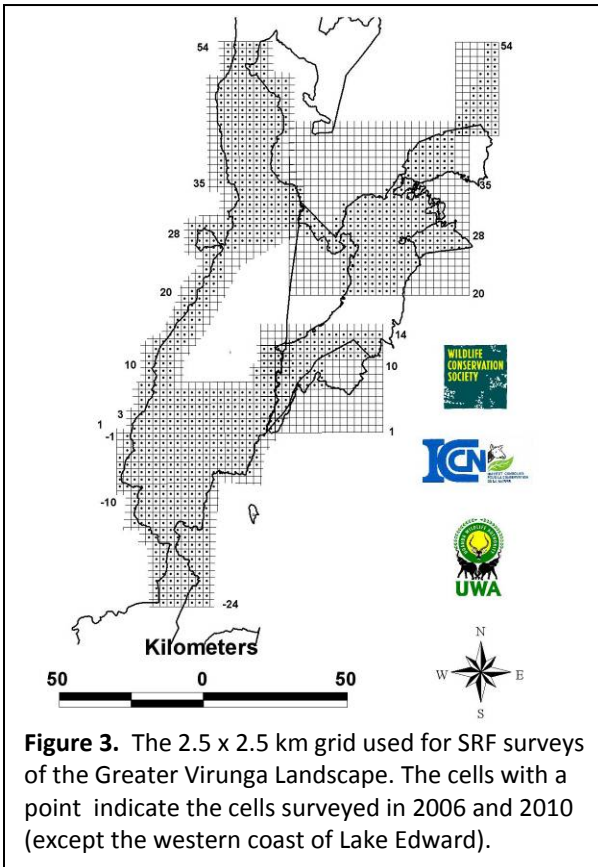 54
54
35
35
28
28
20
20
14
10
10
3
1
-1
1
-10
-24
WILDLIFE
CONSERVATION
SOCIETY
ICCN
UGANDA WILDLIFE AUTHORITY
UWA
N
W E
S
Kilometers
50 0 50
Figure 3. The 2.5 x 2.5 km grid used for SRF surveys
of the Greater Virunga Landscape. The cells with a
point indicate the cells surveyed in 2006 and 2010
(except the western coast of Lake Edward).